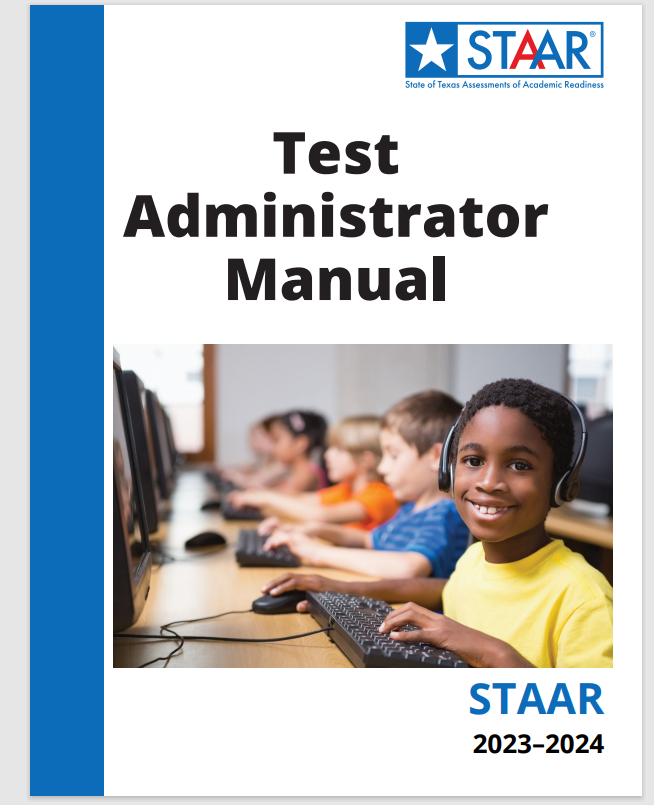 STAAR®
State of Texas Assessments of Academic Readiness
Test
Administrator
Manual
STAAR
2023–2024